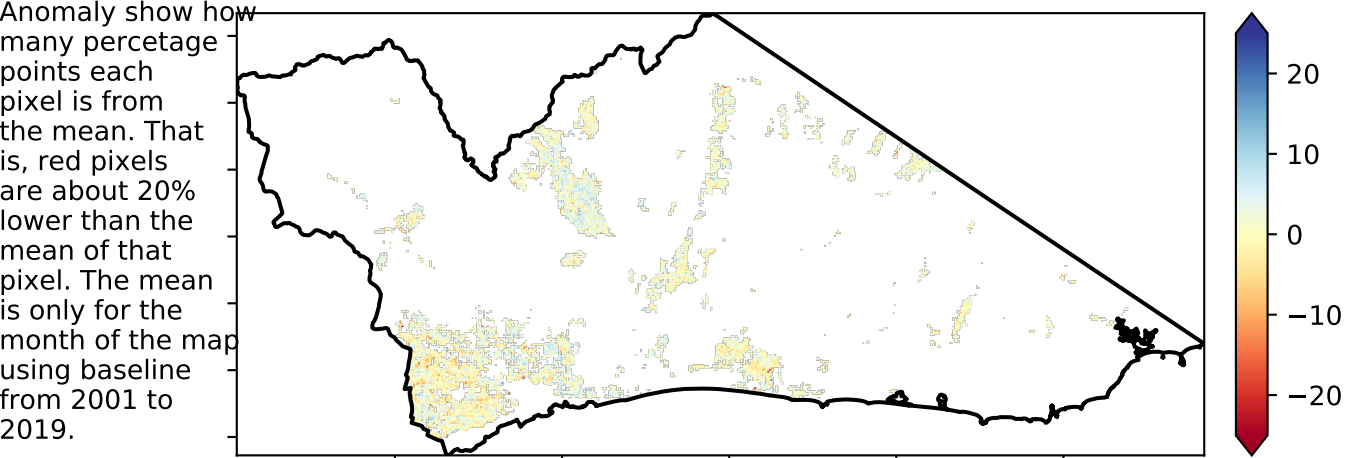 Anomaly show how
many percetage
points each
pixel is from
the mean. That
is, red pixels
are about 20%
lower than the
mean of that
pixel. The mean
is only for the
month of the map
using baseline
from 2001 to
2019.
20
10
0
−10
−20